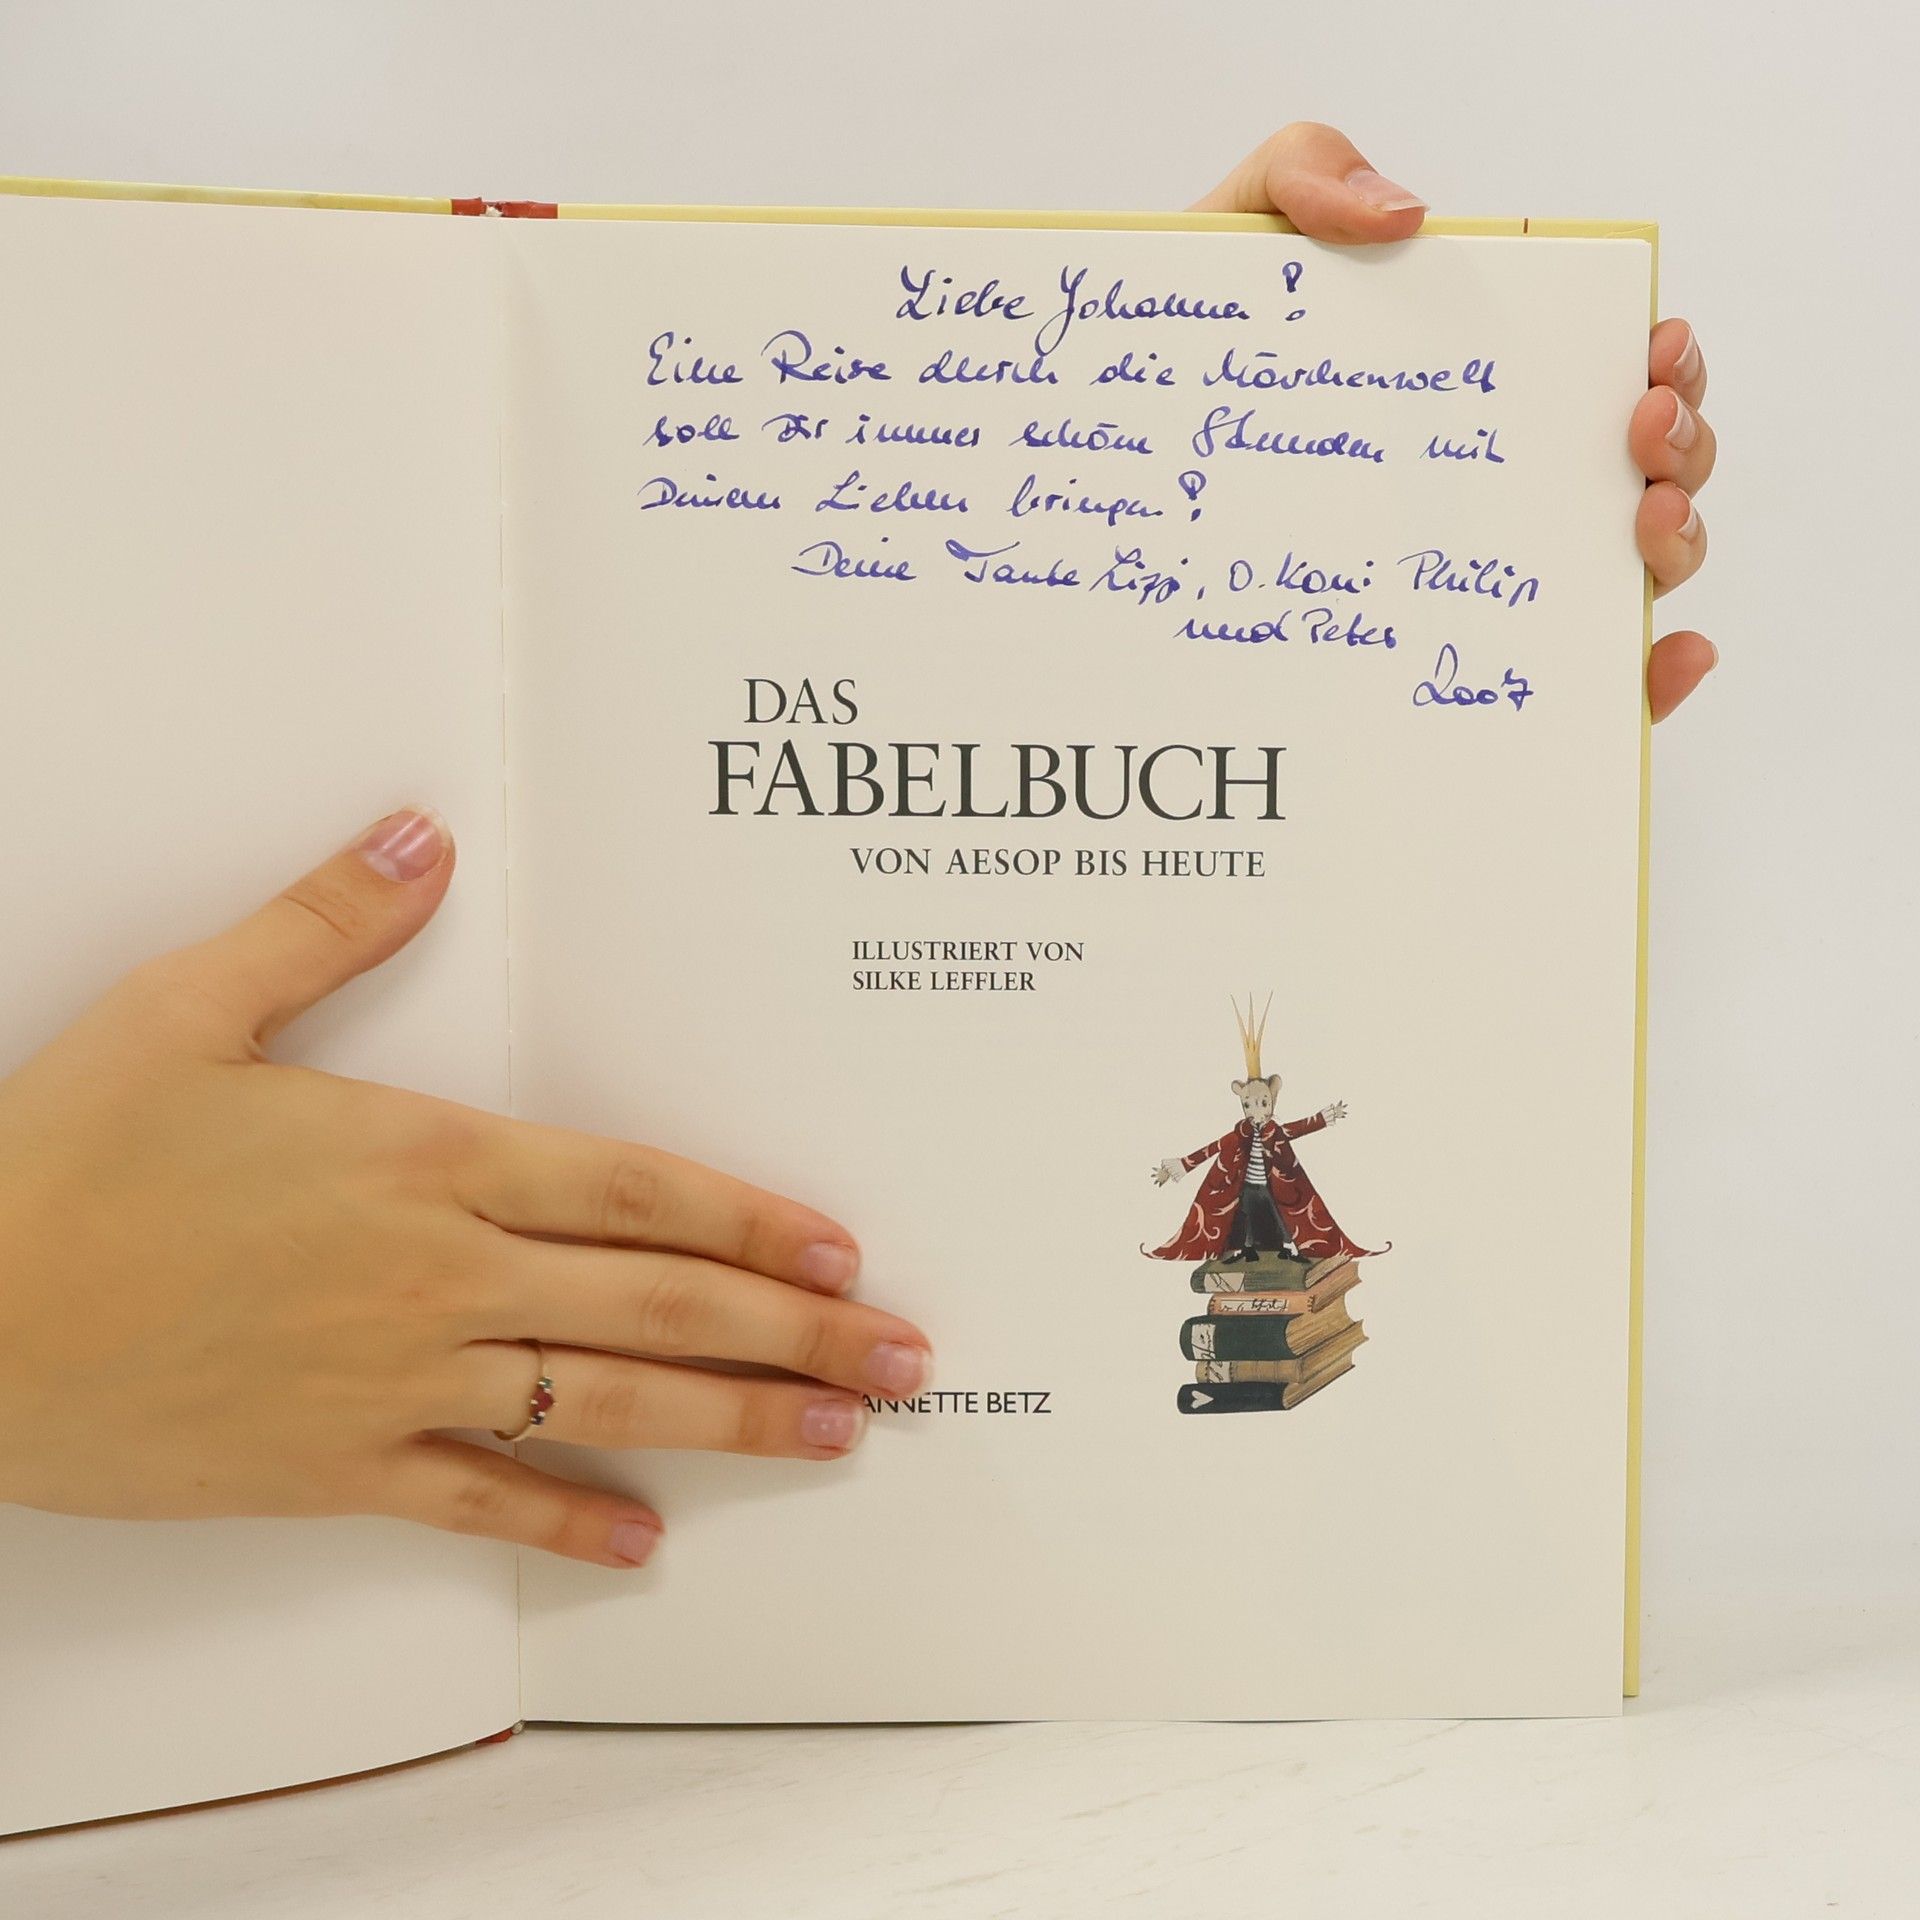 Liebe Johanna!
Eine Reise durch die Märchenwelt
soll Dir immer schöne Stunden mit
Deinen Lieben bringen!
Deine Tante Lizzi, O. Koni Philip
und Peter
2007
DAS
FABELBUCH
VON AESOP BIS HEUTE
ILLUSTRIERT VON
SILKE LEFFLER
ANNETTE BETZ